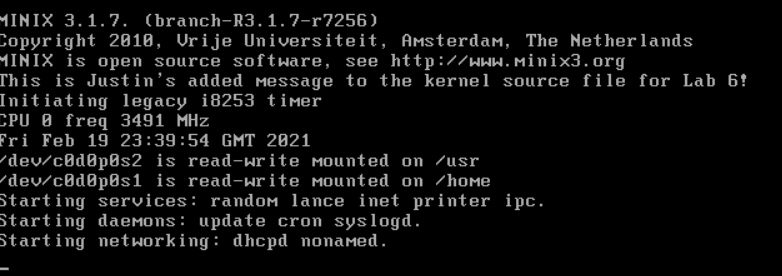 MINIX 3.1.7. (branch-R3.1.7-r7256)
Copyright 2010, Vrije Universiteit, Amsterdam, The Netherlands
MINIX is open source software, see http://www.minix3.org
This is Justin's added message to the kernel source file for Lab 6!
Initiating legacy i8253 timer
CPU 0 freq 3491 MHz
Fri Feb 19 23:39:54 GMT 2021
/dev/c0d0p0s2 is read-write mounted on /usr
/dev/c0d0p0s1 is read-write mounted on /home
Starting services: random lance inet printer ipc.
Starting daemons: update cron syslogd.
Starting networking: dhcpd nonamed.